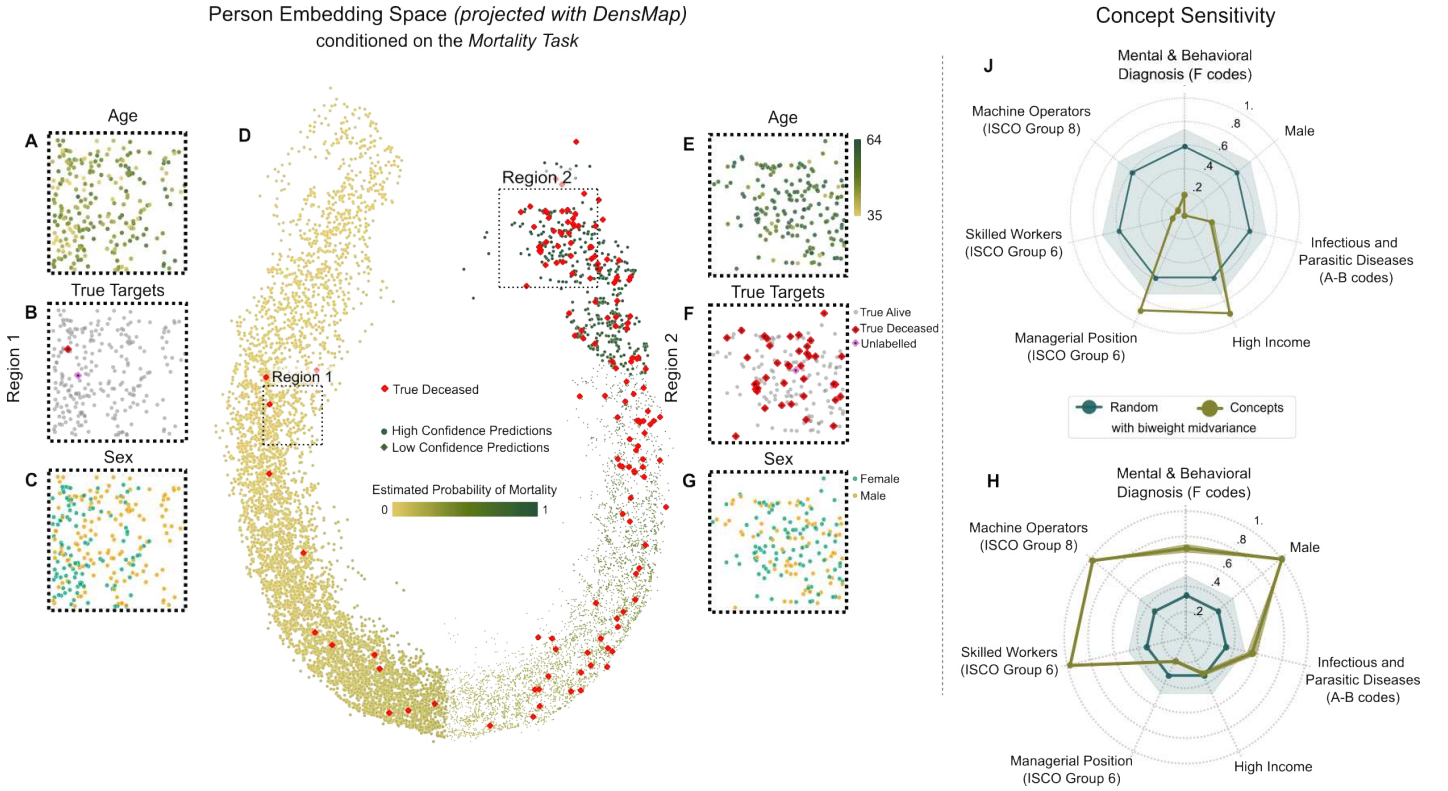 Person Embedding Space (projected with DensMap)
conditioned on the Mortality Task
Concept Sensitivity
Age
A
True Targets
B
Region 1
Sex
C
D
Region 2
Region 1
True Deceased
High Confidence Predictions
Low Confidence Predictions
Estimated Probability of Mortality
0
1
Age
E
64
35
True Targets
F
True Alive
True Deceased
Unlabelled
Region 2
Sex
G
Female
Male
J
Mental & Behavioral
Diagnosis (F codes)
Machine Operators
(ISCO Group 8)
1.
.8
.6
.4
.2
Male
Skilled Workers
(ISCO Group 6)
Infectious and
Parasitic Diseases
(A-B codes)
Managerial Position
(ISCO Group 6)
High Income
Random
Concepts
with biweight midvariance
H
Mental & Behavioral
Diagnosis (F codes)
Machine Operators
(ISCO Group 8)
1.
.8
.6
.4
.2
Male
Skilled Workers
(ISCO Group 6)
Infectious and
Parasitic Diseases
(A-B codes)
Managerial Position
(ISCO Group 6)
High Income